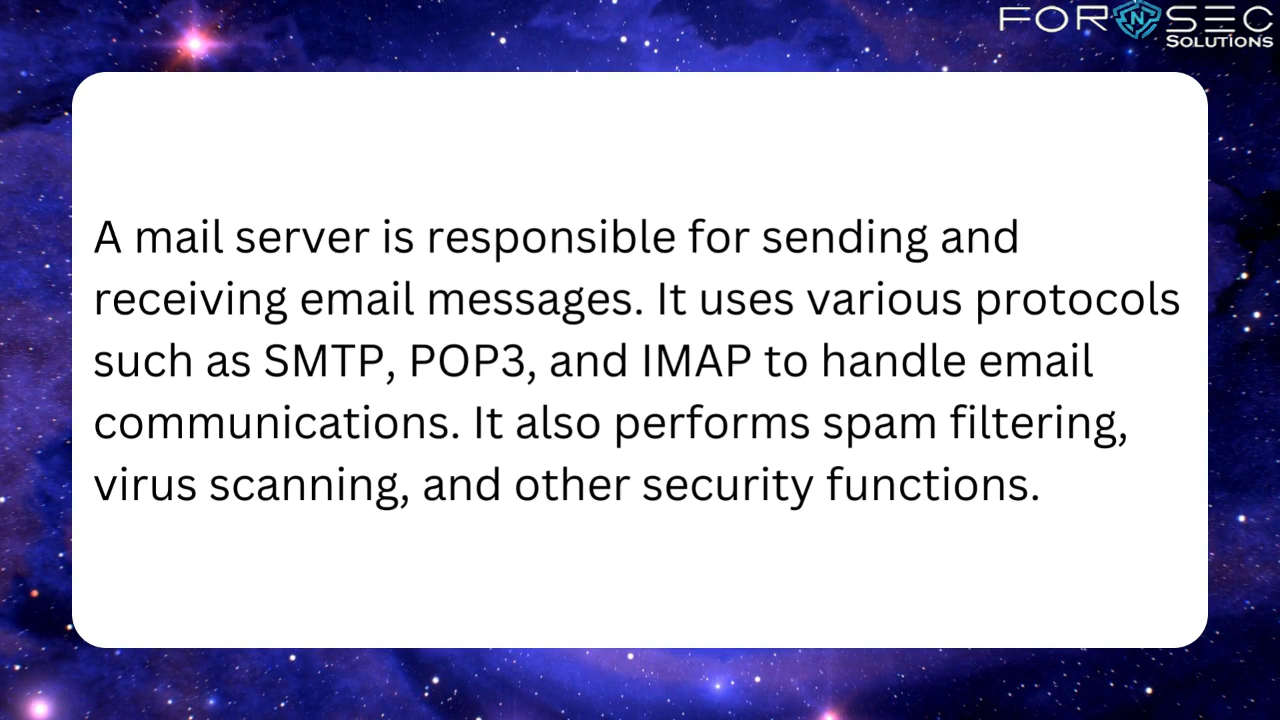 FORNSEC
SOLUTIONS
A mail server is responsible for sending and
receiving email messages. It uses various protocols
such as SMTP, POP3, and IMAP to handle email
communications. It also performs spam filtering,
virus scanning, and other security functions.